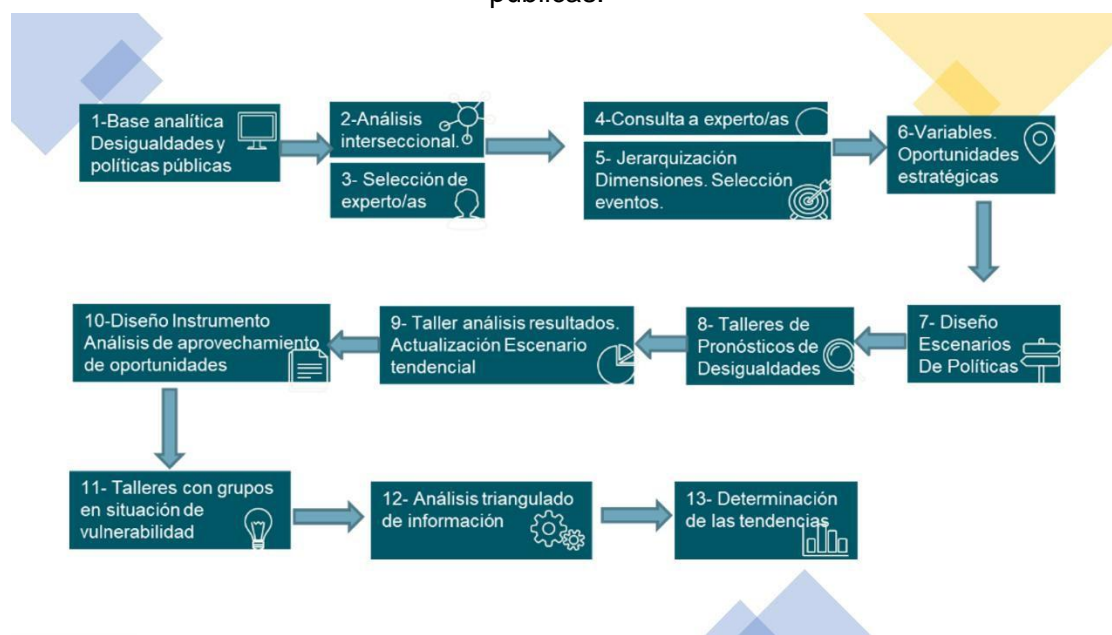 públicas.
1-Base analítica
Desigualdades y
políticas públicas
2-Análisis
interseccional.
3- Selección de
experto/as
4-Consulta a experto/as
5- Jerarquización
Dimensiones. Selección
eventos.
6-Variables.
Oportunidades
estratégicas
7- Diseño
Escenarios
De Políticas
8- Talleres de
Pronósticos de
Desigualdades
9- Taller análisis resultados.
Actualización Escenario
tendencial
10-Diseño Instrumento
Análisis de aprovechamiento
de oportunidades
11- Talleres con grupos
en situación de
vulnerabilidad
12- Análisis triangulado
de información
13- Determinación
de las tendencias